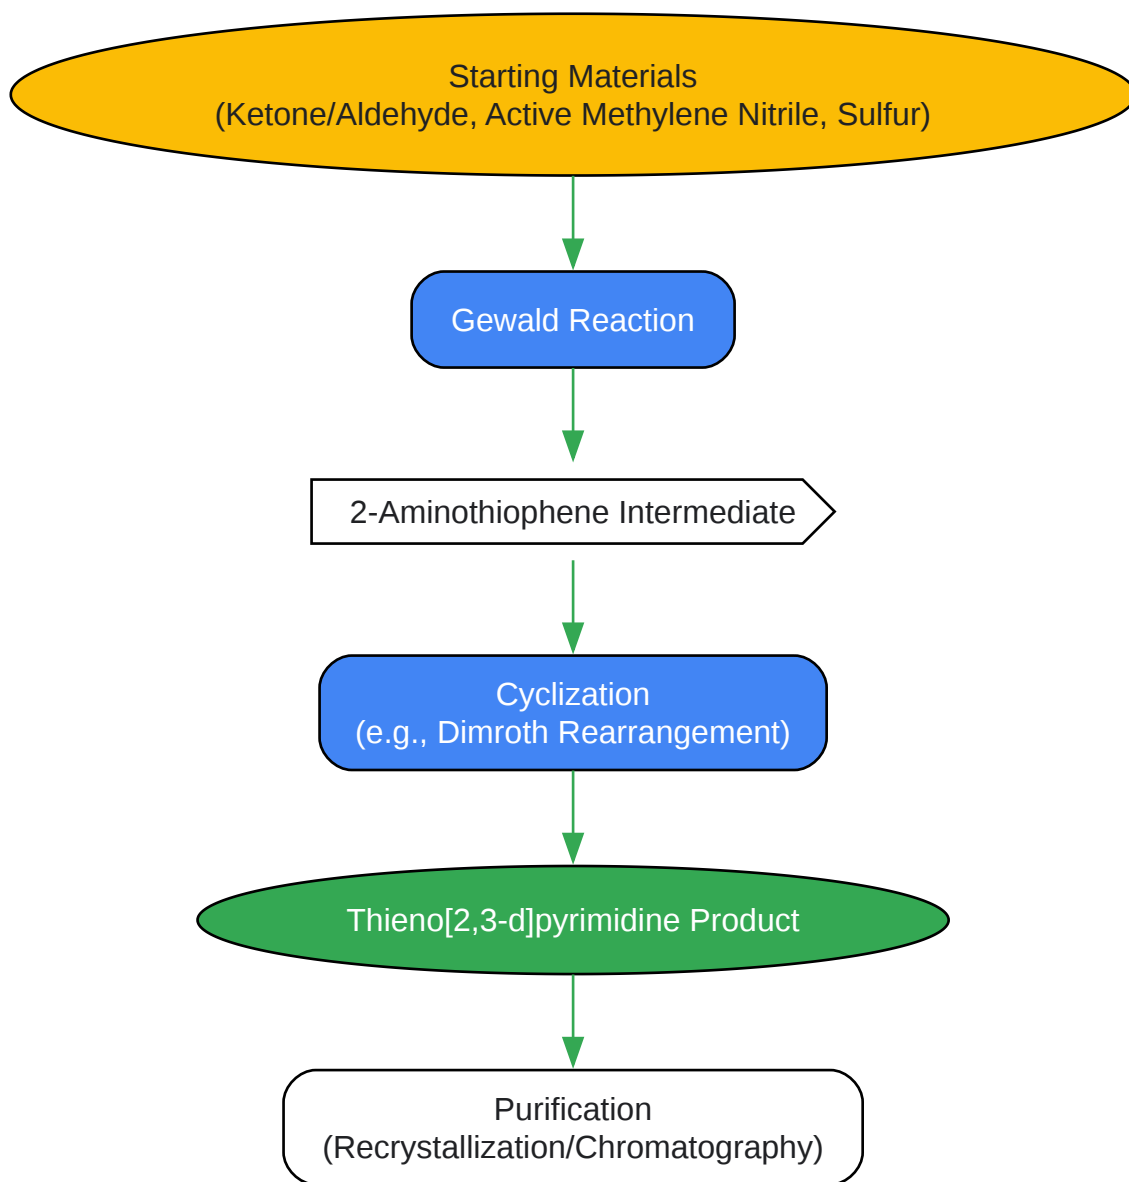 Starting Materials
(Ketone/Aldehyde, Active Methylene Nitrile, Sulfur)
Gewald Reaction
2-Aminothiophene Intermediate
Cyclization
(e.g., Dimroth Rearrangement)
Thieno[2,3-d]pyrimidine Product
Purification
(Recrystallization/Chromatography)